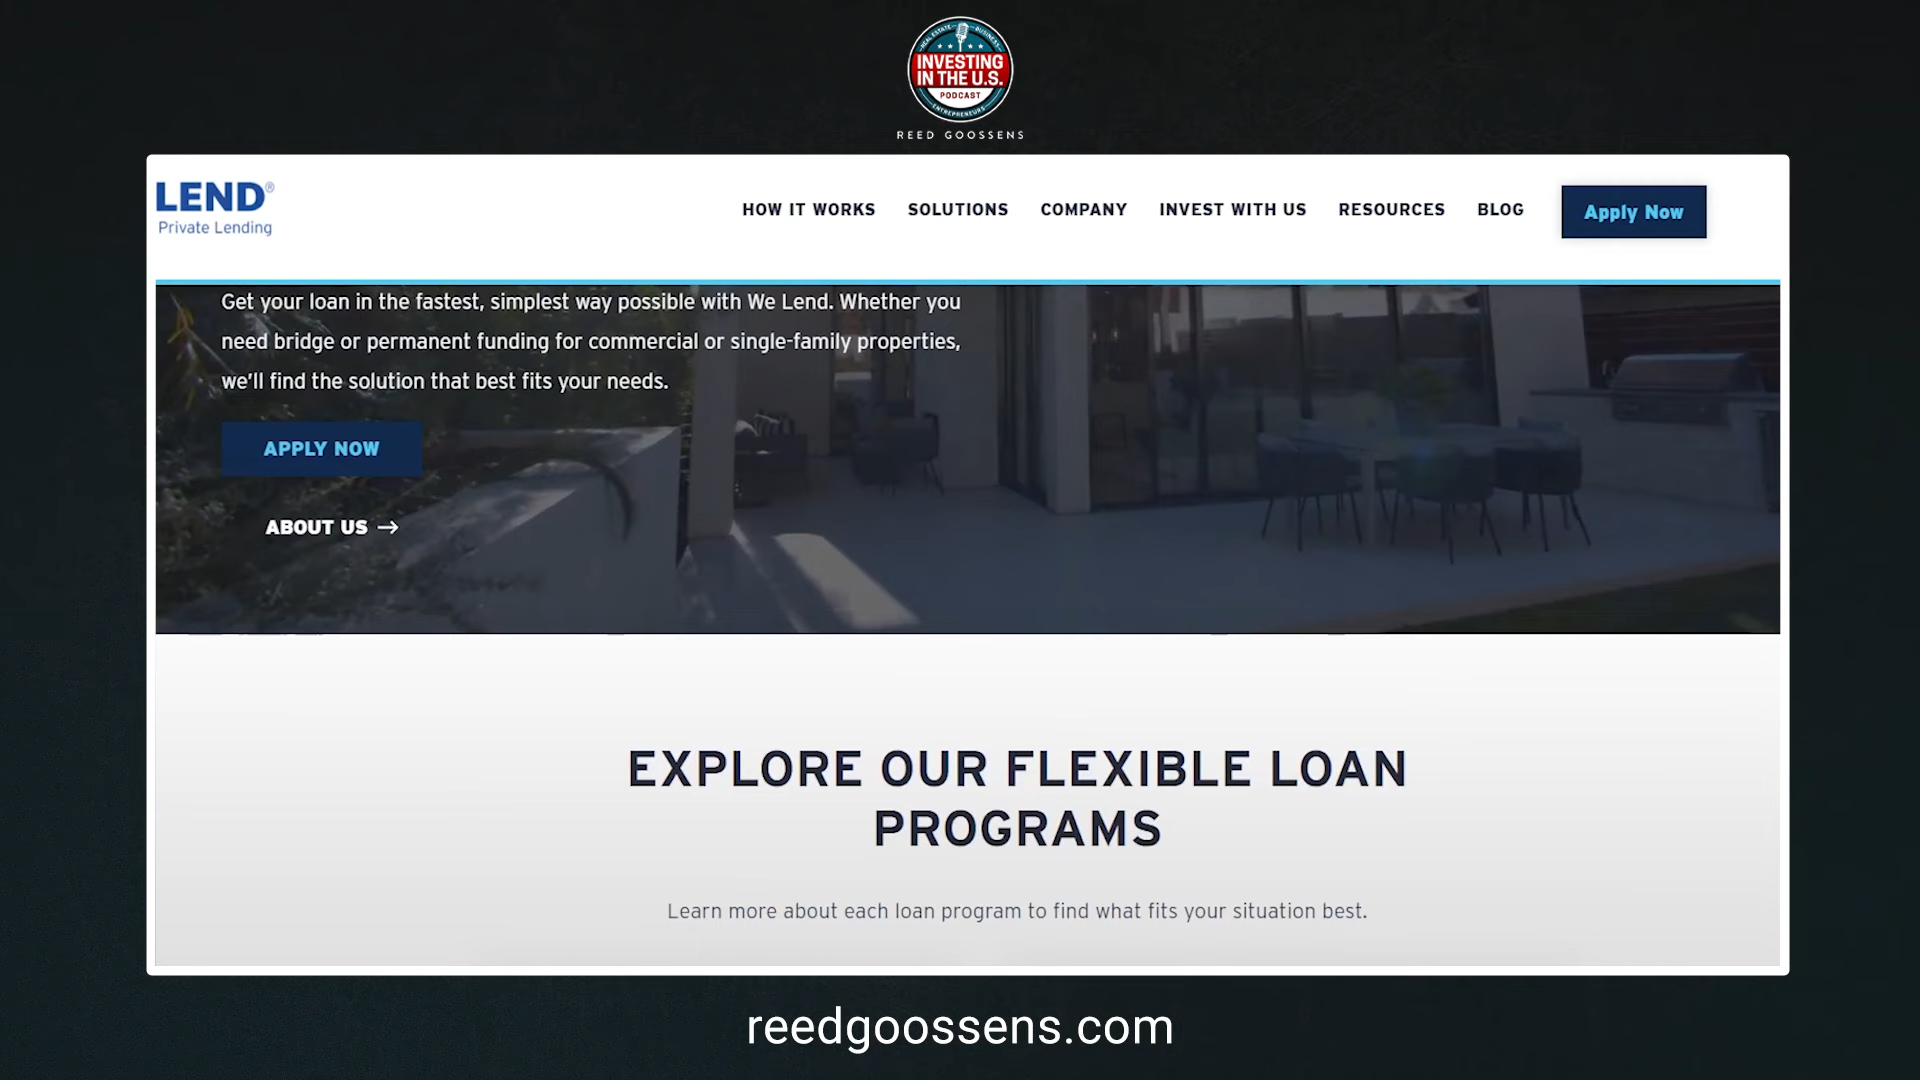 REAL ESTATE BUSINESS
INVESTING
IN THE U.S.
PODCAST
ENTREPRENEURS
REED GOOSSENS
LEND®
Private Lending
HOW IT WORKS
SOLUTIONS
COMPANY
INVEST WITH US
RESOURCES
BLOG
Apply Now
Get your loan in the fastest, simplest way possible with We Lend. Whether you
need bridge or permanent funding for commercial or single-family properties,
we'll find the solution that best fits your needs.
APPLY NOW
ABOUT US →
EXPLORE OUR FLEXIBLE LOAN
PROGRAMS
Learn more about each loan program to find what fits your situation best.
reedgoossens.com